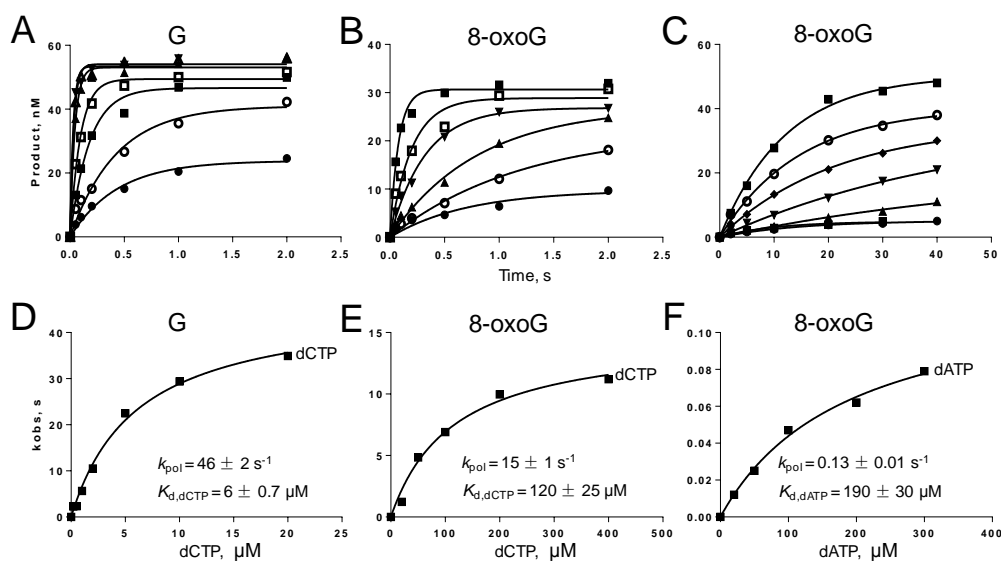 A
G
B
8-oxoG
C
8-oxoG
Product, nM
60
40
20
0
0.0 0.5 1.0 1.5 2.0 2.5
40
30
20
10
0
0.0 0.5 1.0 1.5 2.0 2.5
60
40
20
0
0 10 20 30 40 50
Time, s
D
G
E
8-oxoG
F
8-oxoG
kobs, s
40
30
20
10
0
dCTP
kpol = 46 ± 2 s-1
Kd,dCTP = 6 ± 0.7 µM
0 5 10 15 20 25
dCTP, µM
15
10
5
0
dCTP
kpol = 15 ± 1 s-1
Kd,dCTP = 120 ± 25 µM
0 100 200 300 400 500
dCTP, µM
0.10
0.08
0.06
0.04
0.02
0.00
dATP
kpol = 0.13 ± 0.01 s-1
Kd,dATP = 190 ± 30 µM
0 100 200 300 400
dATP, µM